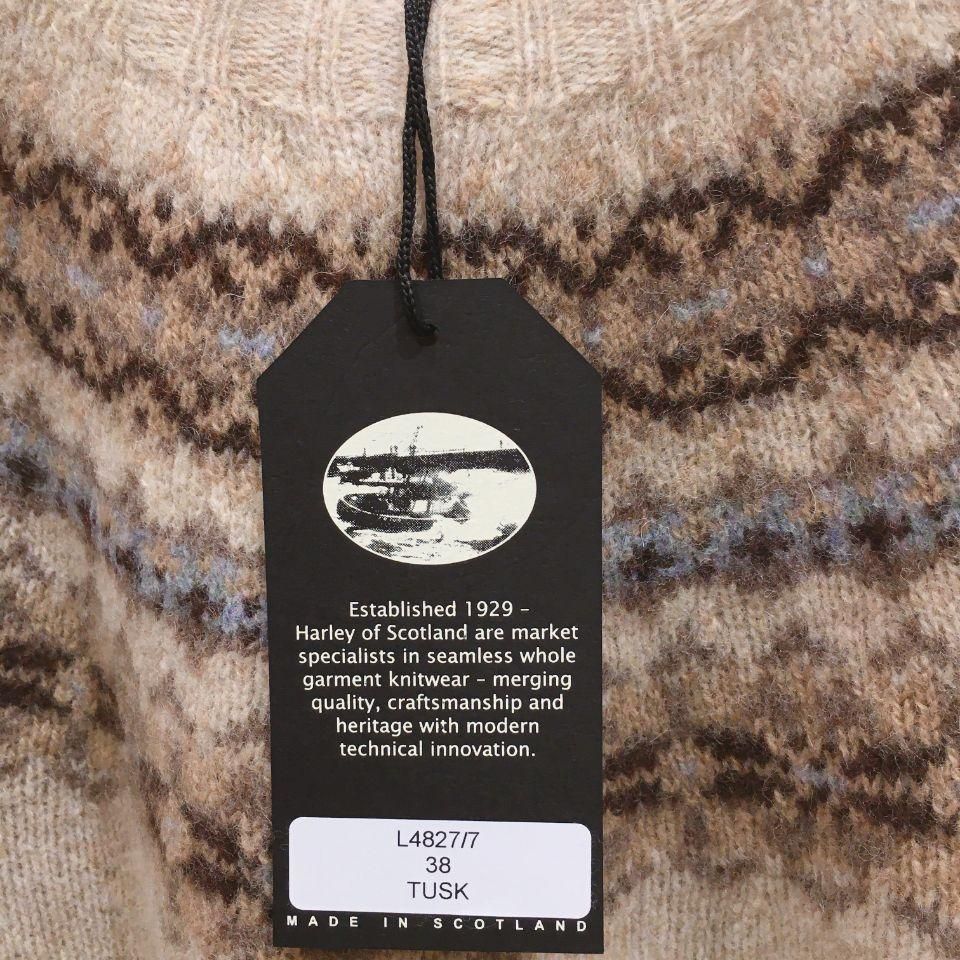 Established 1929 –
Harley of Scotland are market
specialists in seamless whole
garment knitwear – merging
quality, craftsmanship and
heritage with modern
technical innovation.
L4827/7
38
TUSK
MADE IN SCOTLAND